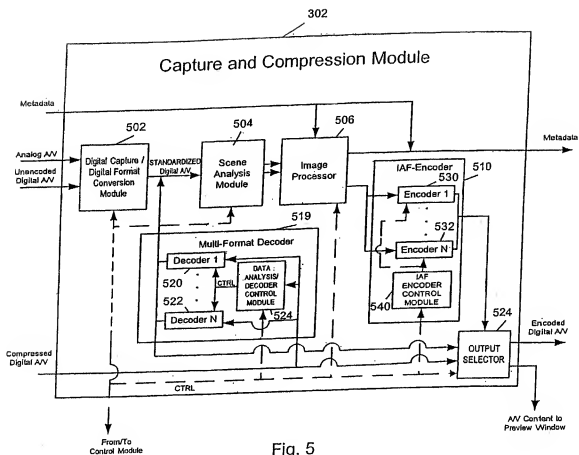 302
Capture and Compression Module
Metadata
502
504
506
Metadata
Analog A/V
Unencoded Digital A/V
Digital Capture /
Digital Format
Conversion
Module
STANDARDIZED
Digital A/V
Scene
Analysis
Module
Image
Processor
IAF-Encoder
510
530
Encoder 1
532
Encoder N
540
IAF
ENCODER
CONTROL
MODULE
519
Multi-Format Decoder
Decoder 1
520
522
Decoder N
CTRL
DATA
ANALYSIS/
DECODER
CONTROL
MODULE
524
524
OUTPUT
SELECTOR
Encoded
Digital A/V
Compressed
Digital A/V
CTRL
From/To
Control Module
A/V Content to
Preview Window
Fig. 5